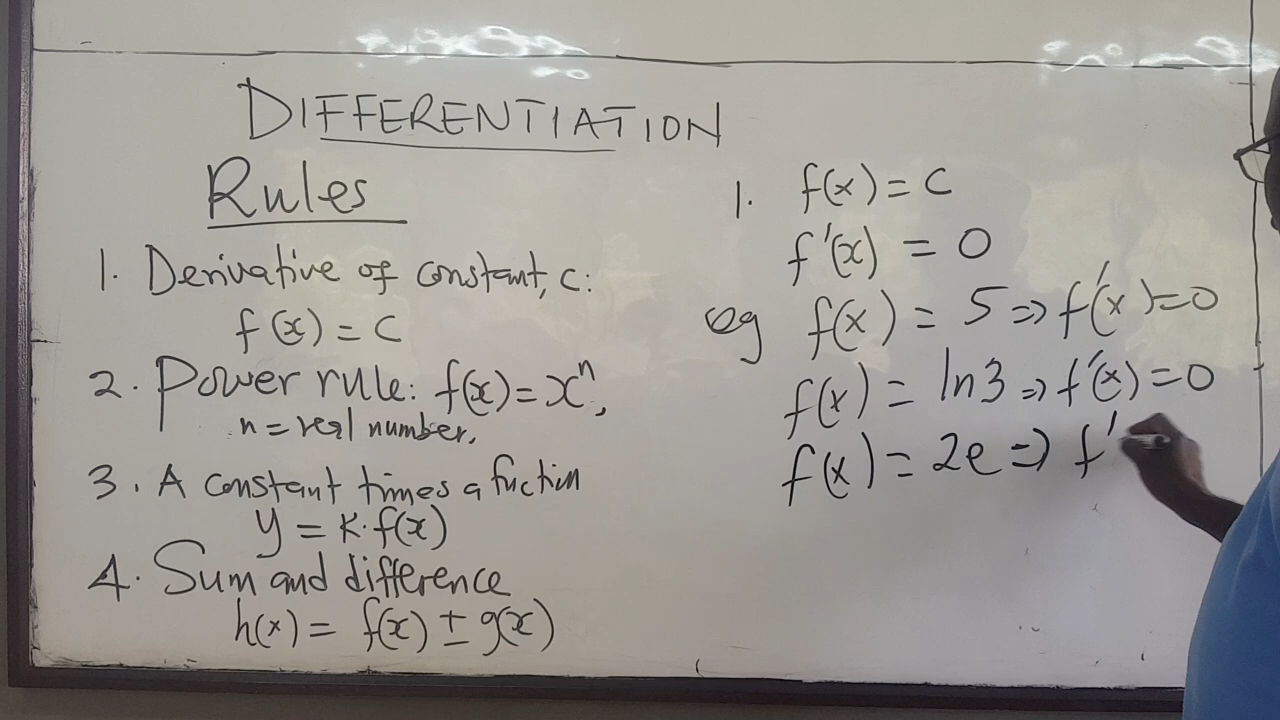 DIFFERENTIATION
Rules
1. Derivative of constant, c:
f(x) = c
2. Power rule: f(x) = xⁿ,
n = real number.
3. A constant times a fuction
y = K·f(x)
4. Sum and difference
h(x) = f(x) ± g(x)
1. f(x) = c
f'(x) = 0
eg f(x) = 5 ⇒ f'(x) = 0
f(x) = ln3 ⇒ f'(x) = 0
f(x) = 2e ⇒ f'